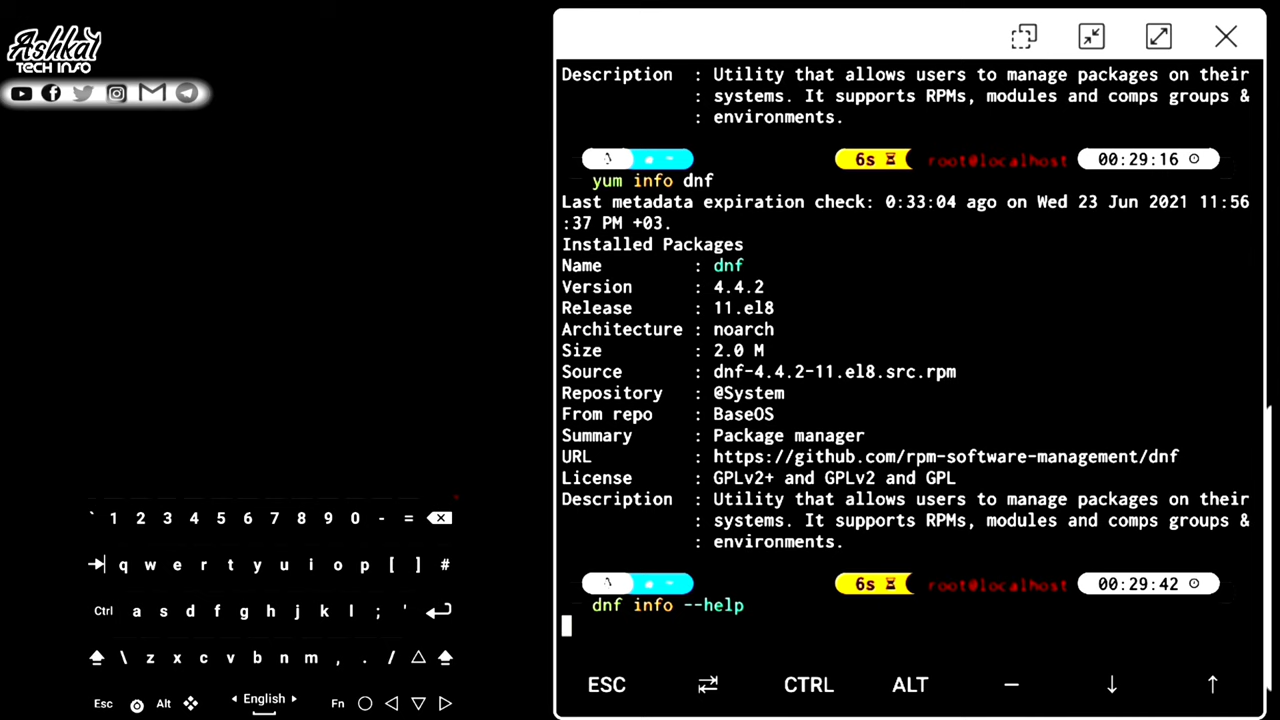 Ashkal
TECH INFO
Description : Utility that allows users to manage packages on their
: systems. It supports RPMs, modules and comps groups &
: environments.
6s root@localhost 00:29:16
yum info dnf
Last metadata expiration check: 0:33:04 ago on Wed 23 Jun 2021 11:56
:37 PM +03.
Installed Packages
Name : dnf
Version : 4.4.2
Release : 11.el8
Architecture : noarch
Size : 2.0 M
Source : dnf-4.4.2-11.el8.src.rpm
Repository : @System
From repo : BaseOS
Summary : Package manager
URL : https://github.com/rpm-software-management/dnf
License : GPLv2+ and GPLv2 and GPL
Description : Utility that allows users to manage packages on their
: systems. It supports RPMs, modules and comps groups &
: environments.
6s root@localhost 00:29:42
dnf info --help
ESC CTRL ALT —
` 1 2 3 4 5 6 7 8 9 0 - =
q w e r t y u i o p [ ] #
Ctrl a s d f g h j k l ; '
\ z x c v b n m , . /
Esc Alt English Fn